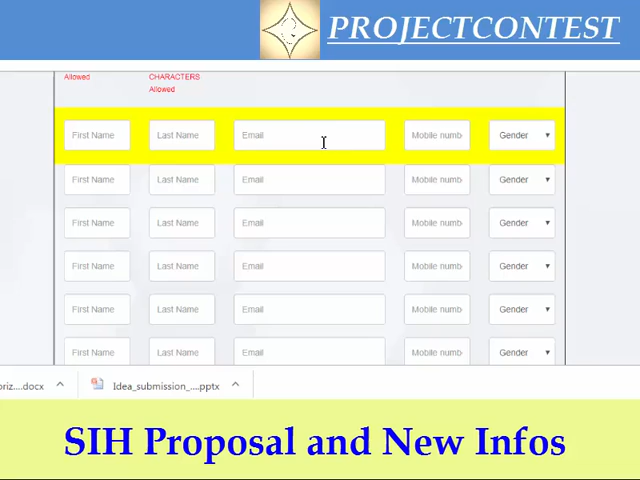 PROJECTCONTEST
Allowed CHARACTERS
Allowed
First Name Last Name Email Mobile numb Gender
First Name Last Name Email Mobile numb Gender
First Name Last Name Email Mobile numb Gender
First Name Last Name Email Mobile numb Gender
First Name Last Name Email Mobile numb Gender
First Name Last Name Email Mobile numb Gender
oriz....docx Idea_submission_....pptx
SIH Proposal and New Infos